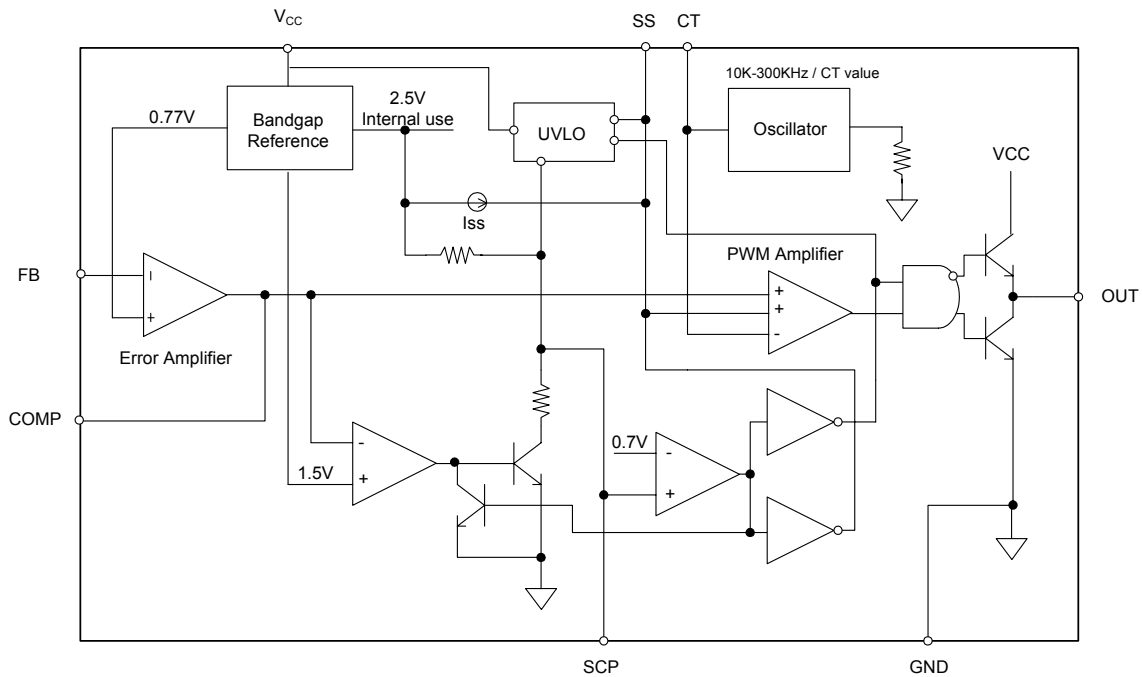 VCC
SS
CT
10K-300KHz / CT value
0.77V
Bandgap
Reference
2.5V
Internal use
UVLO
Oscillator
VCC
Iss
PWM Amplifier
FB
-
+
+
+
-
OUT
Error Amplifier
COMP
-
+
1.5V
0.7V
-
+
SCP
GND